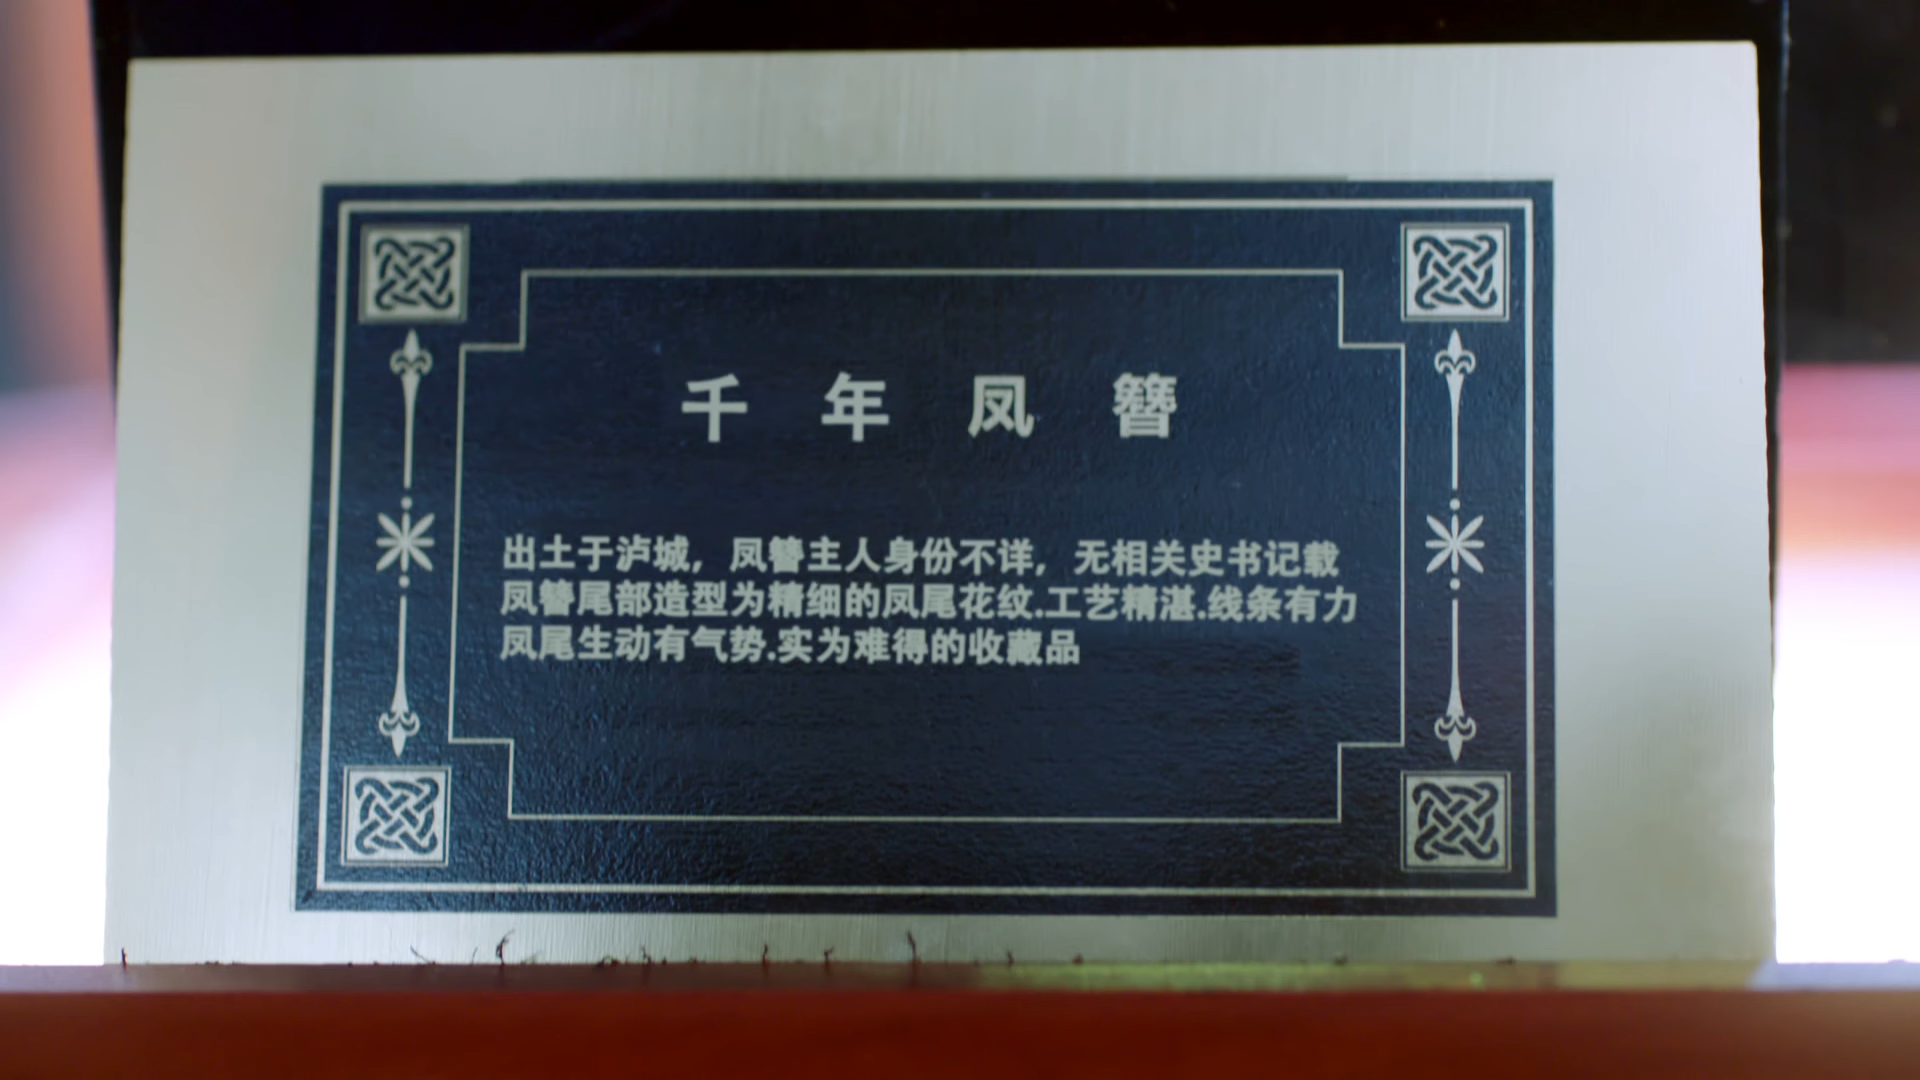 千年凤簪
出土于泸城，凤簪主人身份不详，无相关史书记载
凤簪尾部造型为精细的凤尾花纹.工艺精湛.线条有力
凤尾生动有气势.实为难得的收藏品